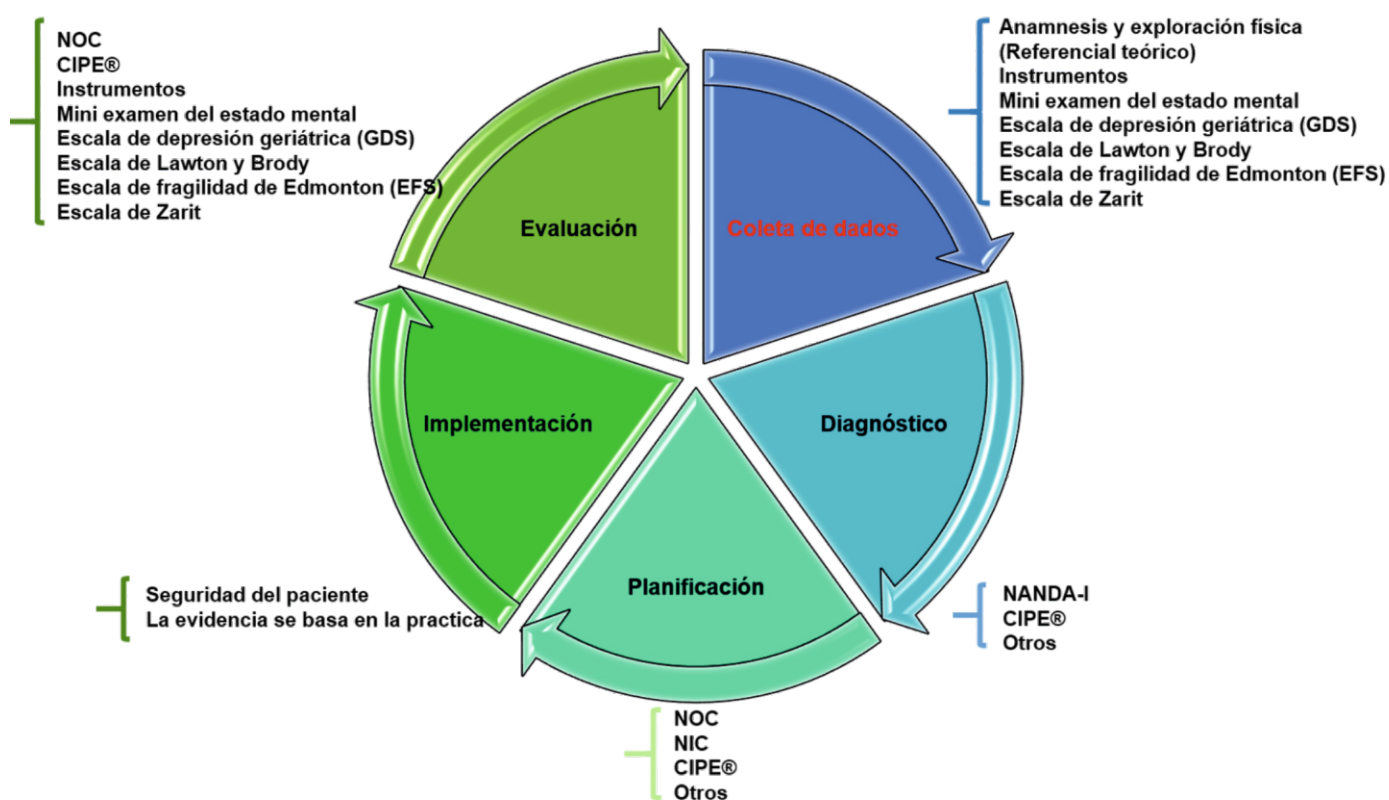 NOC
CIPE®
Instrumentos
Mini examen del estado mental
Escala de depresión geriátrica (GDS)
Escala de Lawton y Brody
Escala de fragilidad de Edmonton (EFS)
Escala de Zarit
Anamnesis y exploración física
(Referencial teórico)
Instrumentos
Mini examen del estado mental
Escala de depresión geriátrica (GDS)
Escala de Lawton y Brody
Escala de fragilidad de Edmonton (EFS)
Escala de Zarit
Evaluación
Coleta de dados
Implementación
Diagnóstico
Planificación
Seguridad del paciente
La evidencia se basa en la practica
NANDA-I
CIPE®
Otros
NOC
NIC
CIPE®
Otros